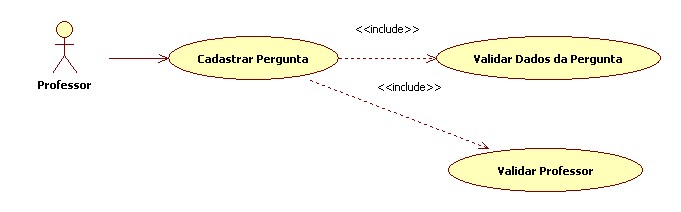 <<include>>
Cadastrar Pergunta
Validar Dados da Pergunta
Professor
<<include>>
Validar Professor